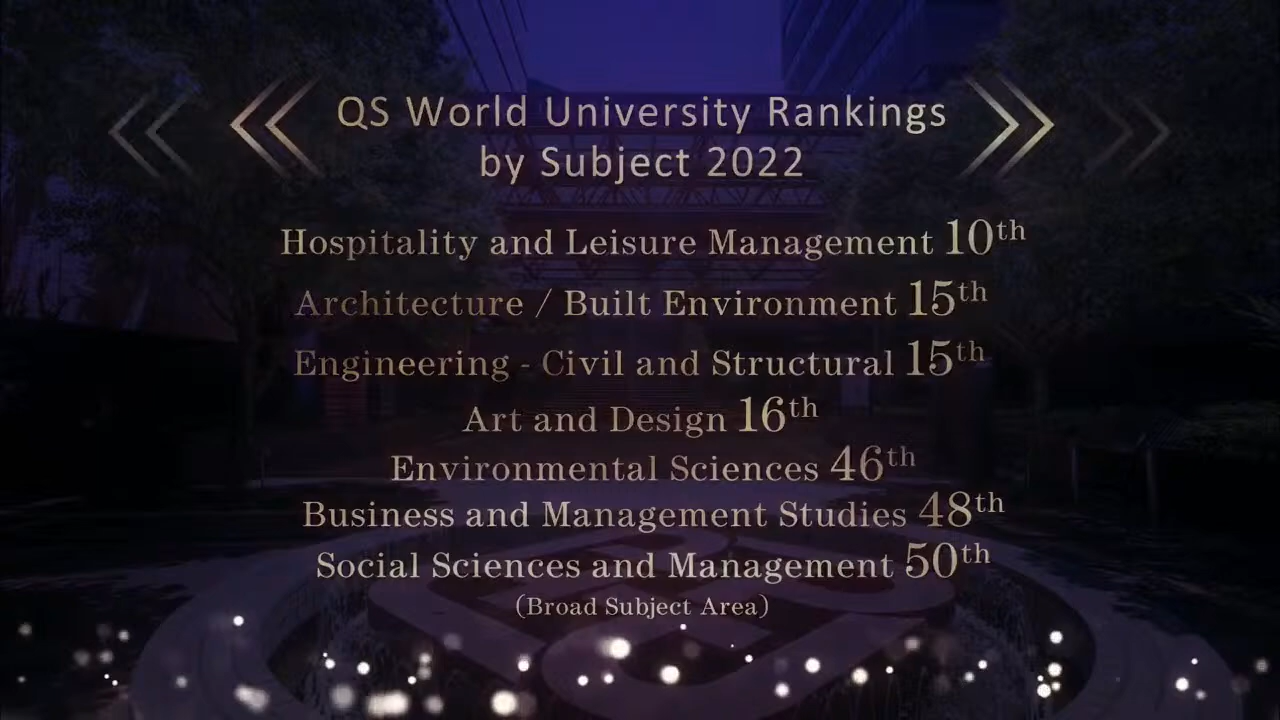 QS World University Rankings
by Subject 2022
Hospitality and Leisure Management 10th
Architecture / Built Environment 15th
Engineering - Civil and Structural 15th
Art and Design 16th
Environmental Sciences 46th
Business and Management Studies 48th
Social Sciences and Management 50th
(Broad Subject Area)